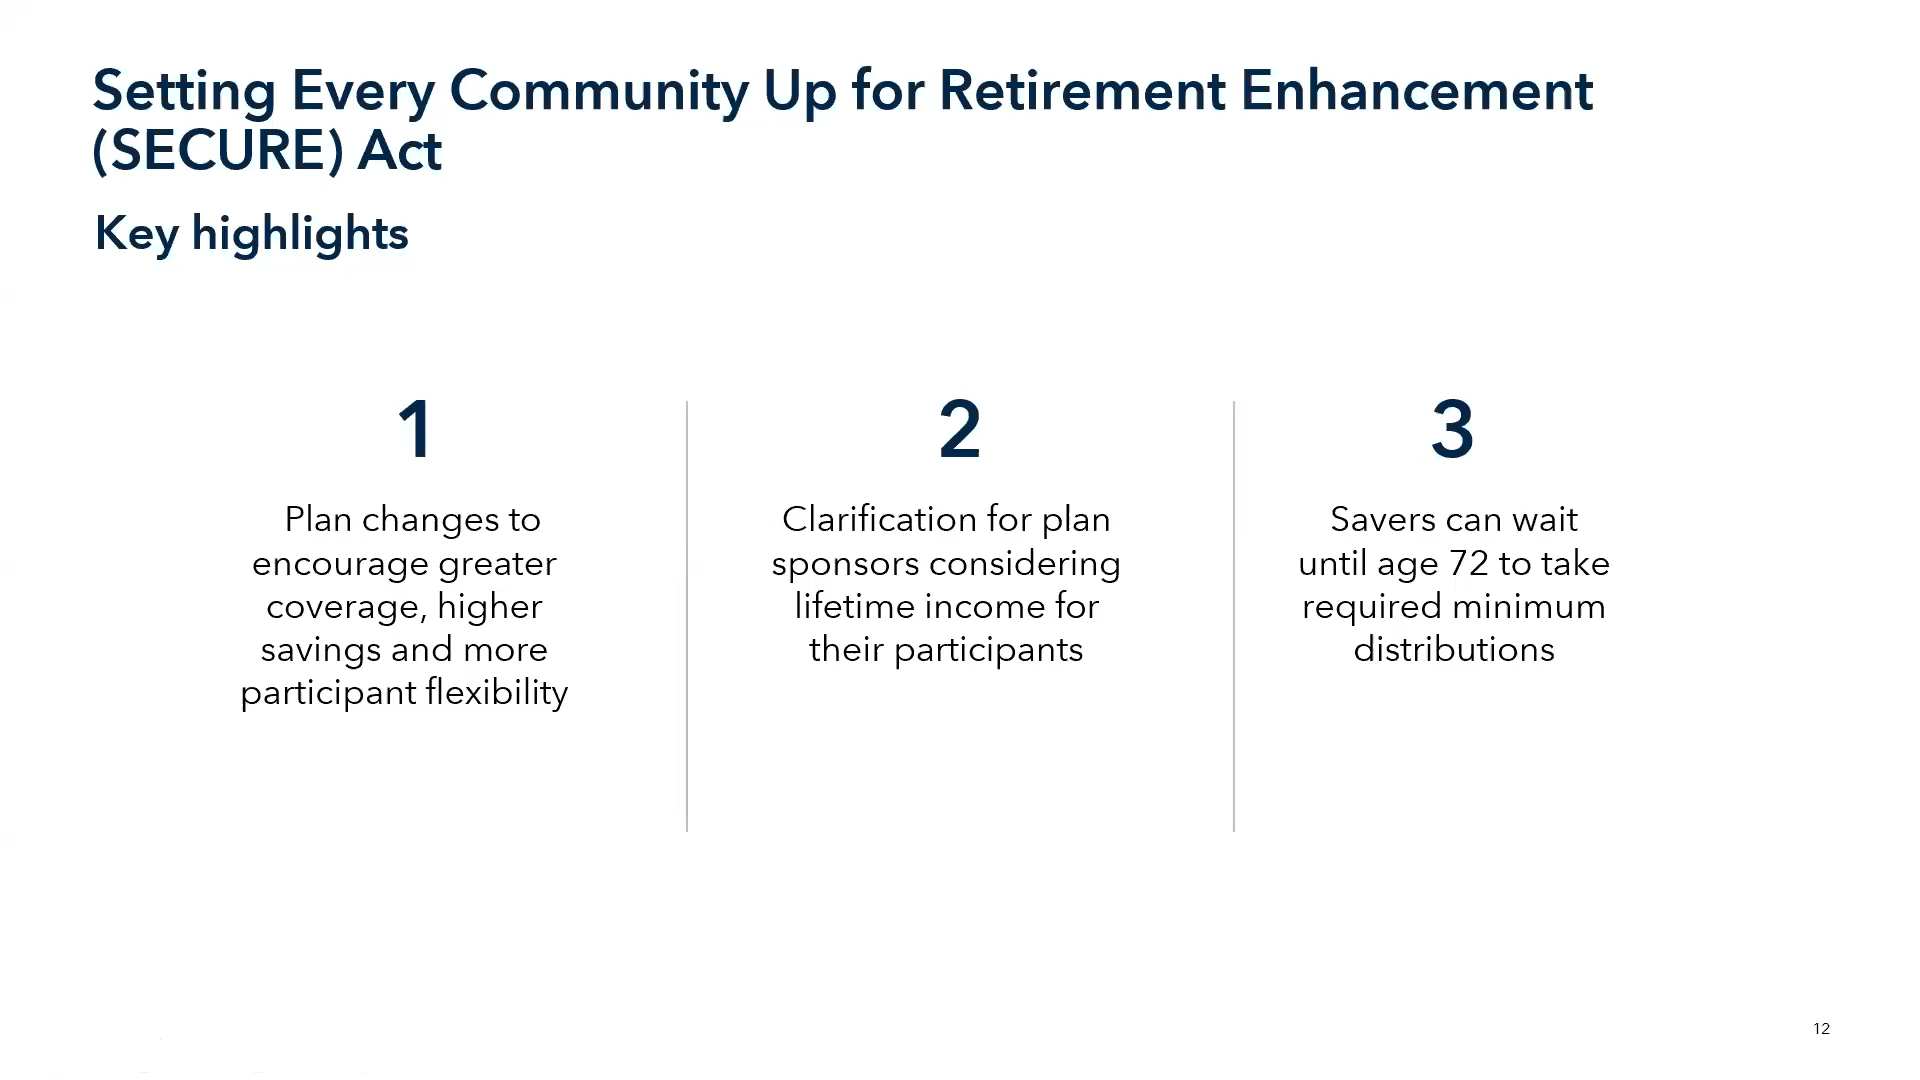 Setting Every Community Up for Retirement Enhancement
(SECURE) Act
Key highlights
1
Plan changes to
encourage greater
coverage, higher
savings and more
participant flexibility
2
Clarification for plan
sponsors considering
lifetime income for
their participants
3
Savers can wait
until age 72 to take
required minimum
distributions
12